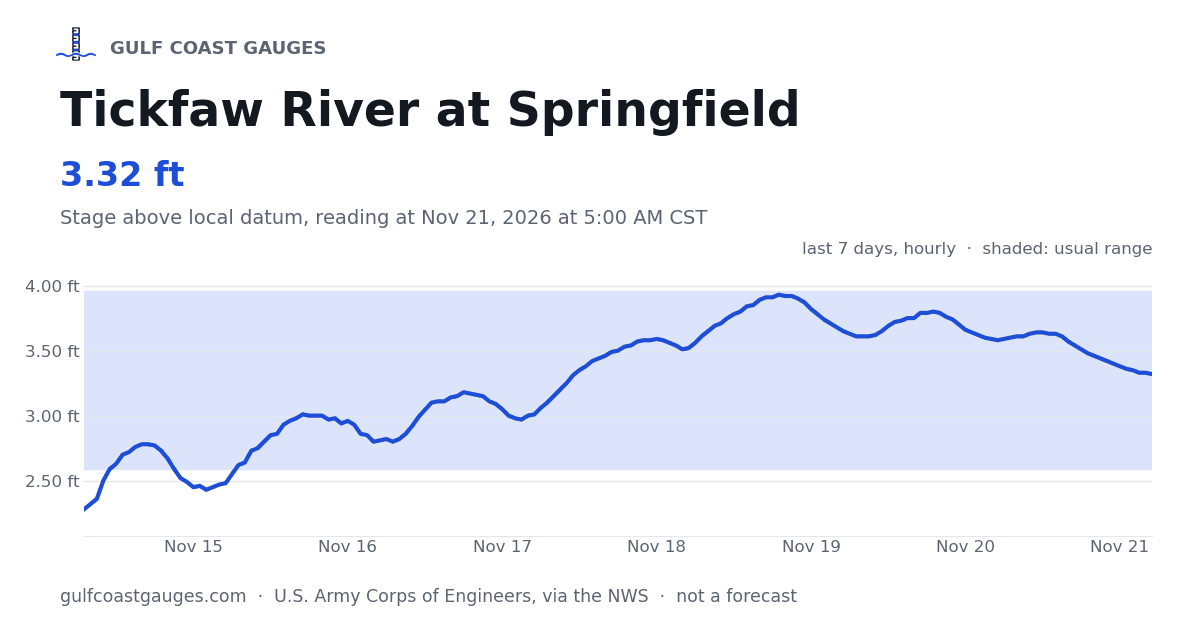 GULF COAST GAUGES
Tickfaw River at Springfield
3.32 ft
Stage above local datum, reading at Nov 21, 2026 at 5:00 AM CST
last 7 days, hourly · shaded: usual range
4.00 ft
3.50 ft
3.00 ft
2.50 ft
Nov 15 Nov 16 Nov 17 Nov 18 Nov 19 Nov 20 Nov 21
gulfcoastgauges.com · U.S. Army Corps of Engineers, via the NWS · not a forecast